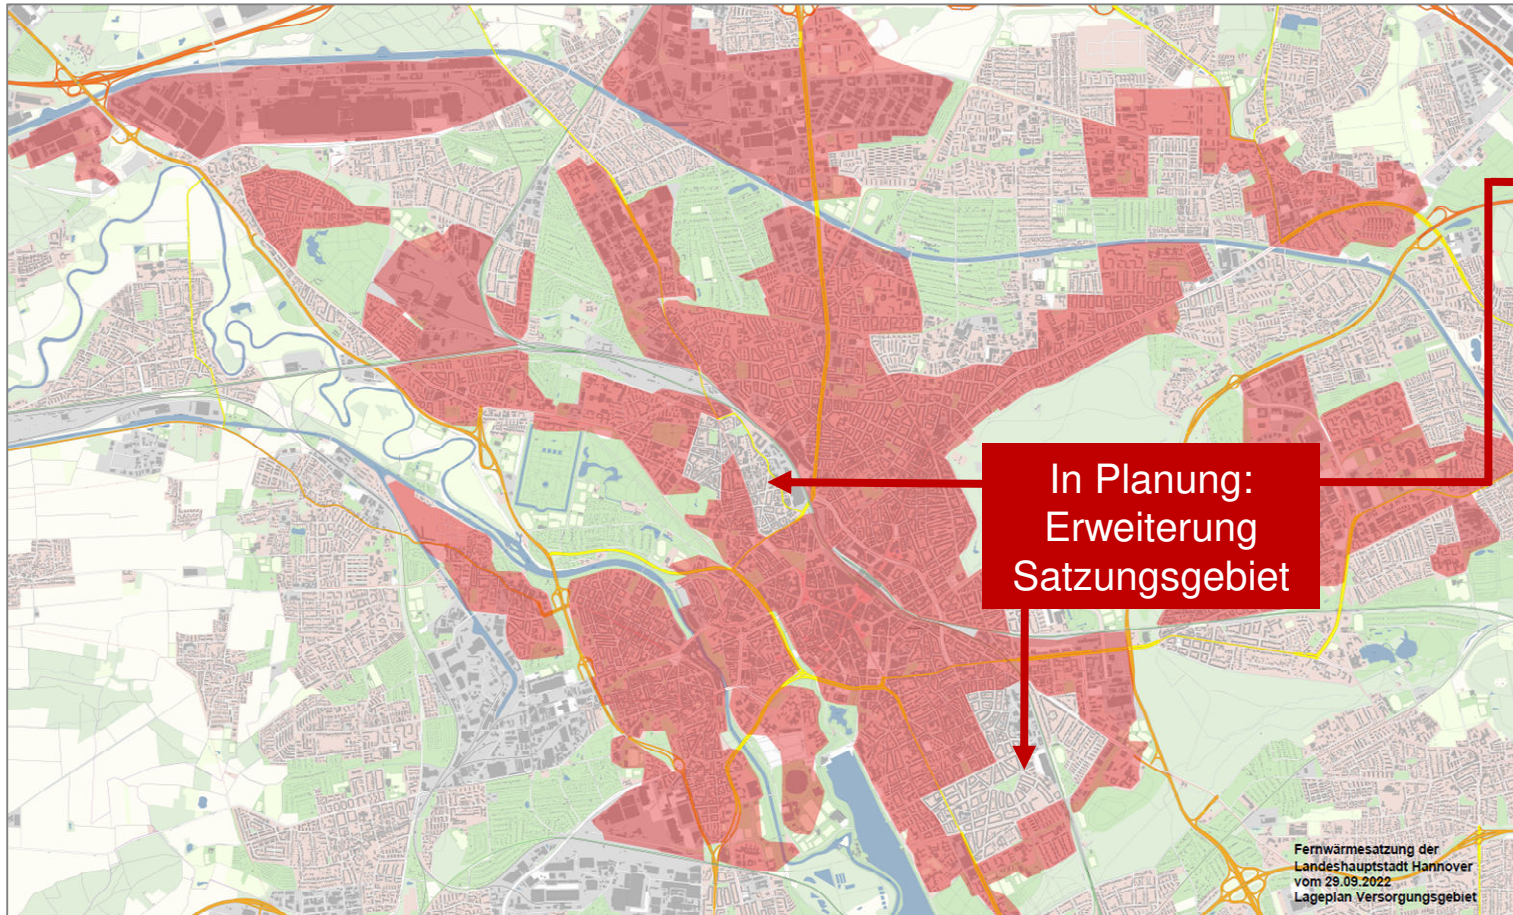 In Planung:
Erweiterung
Satzungsgebiet
Fernwärmesatzung der
Landeshauptstadt Hannover
vom 29.09.2022
Lageplan Versorgungsgebiet